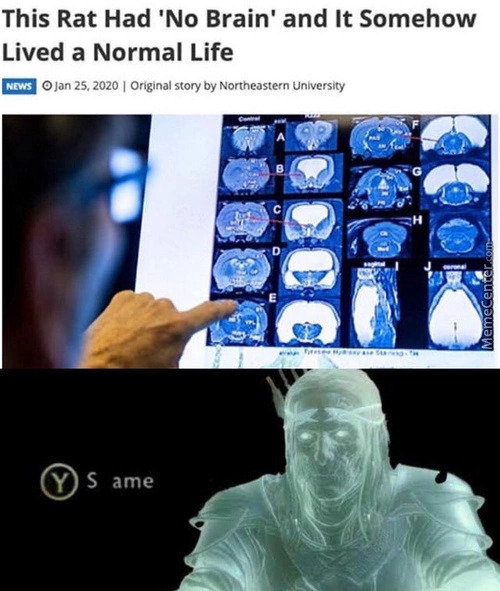 This Rat Had 'No Brain' and It Somehow
Lived a Normal Life
NEWS Jan 25, 2020 | Original story by Northeastern University
Control
A
B
C
D
E
F
G
H
sagittal I J coronal
MemeCenter.com
Y S ame